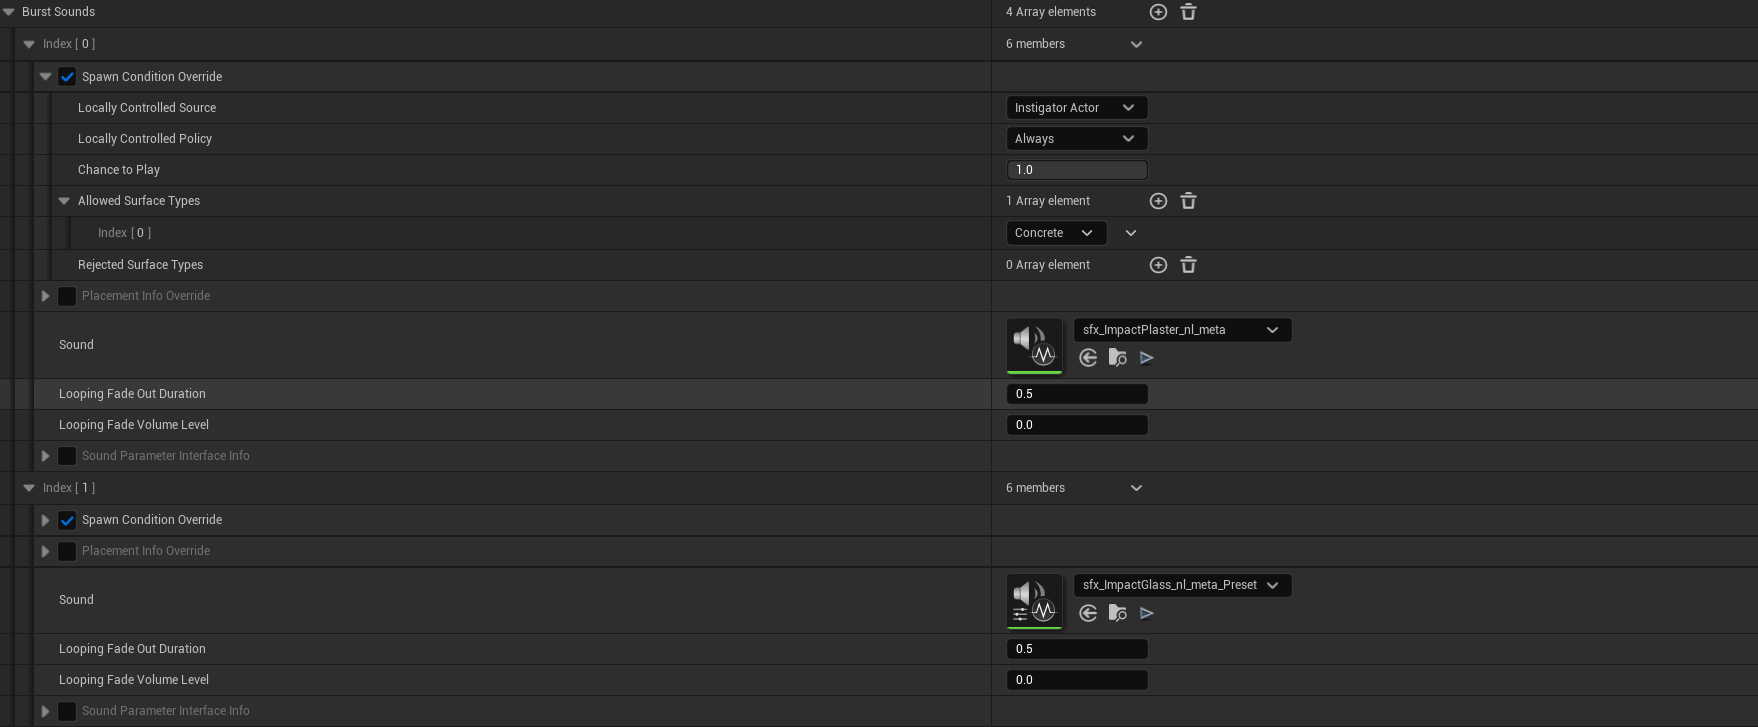 Burst Sounds 4 Array elements
Index [ 0 ] 6 members
Spawn Condition Override
Locally Controlled Source Instigator Actor
Locally Controlled Policy Always
Chance to Play 1.0
Allowed Surface Types 1 Array element
Index [ 0 ] Concrete
Rejected Surface Types 0 Array element
Placement Info Override
Sound sfx_ImpactPlaster_nl_meta
Looping Fade Out Duration 0.5
Looping Fade Volume Level 0.0
Sound Parameter Interface Info
Index [ 1 ] 6 members
Spawn Condition Override
Placement Info Override
Sound sfx_ImpactGlass_nl_meta_Preset
Looping Fade Out Duration 0.5
Looping Fade Volume Level 0.0
Sound Parameter Interface Info